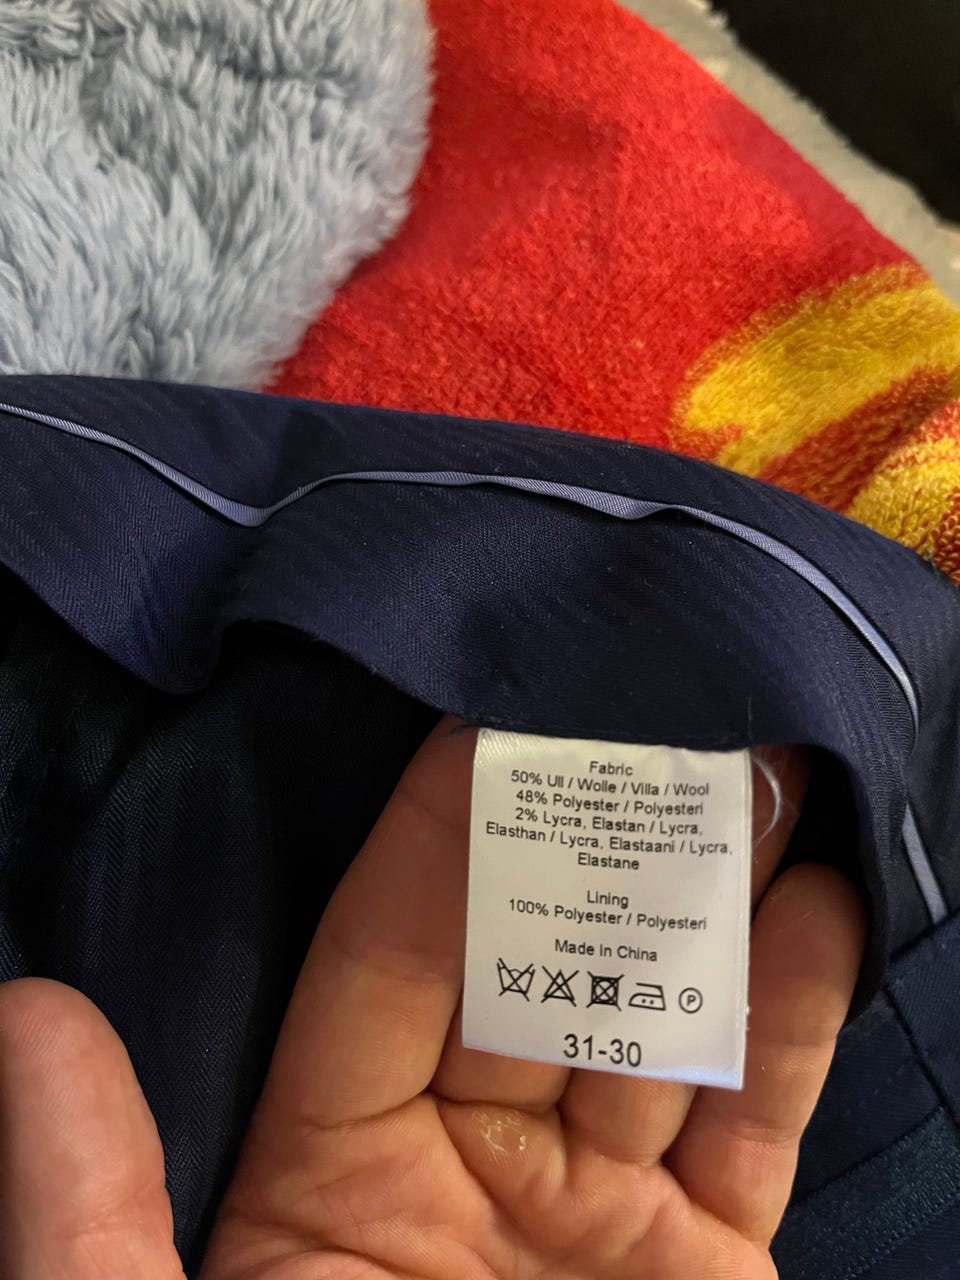 Fabric
50% Ull / Wolle / Villa / Wool
48% Polyester / Polyesteri
2% Lycra, Elastan / Lycra,
Elasthan / Lycra, Elastaani / Lycra,
Elastane
Lining
100% Polyester / Polyesteri
Made In China
P
31-30